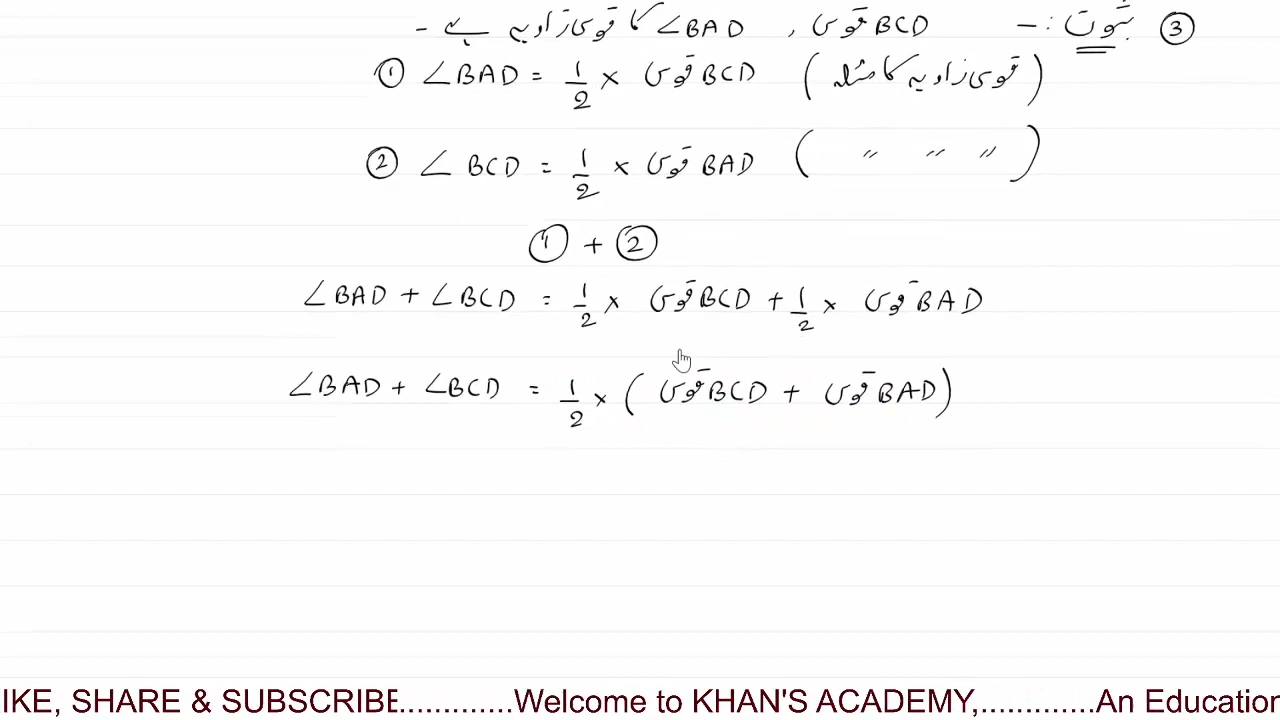 ③ ثبوت :- قوس BCD ، ∠BAD کا قوسی زاویہ ہے -
① ∠BAD = 1/2 × قوس BCD (قوسی زاویہ کا مسئلہ)
② ∠BCD = 1/2 × قوس BAD ( 〃 〃 〃 )
① + ②
∠BAD + ∠BCD = 1/2 × قوس BCD + 1/2 × قوس BAD
∠BAD + ∠BCD = 1/2 × ( قوس BCD + قوس BAD)
IKE, SHARE & SUBSCRIBE.............Welcome to KHAN'S ACADEMY,.............An Education